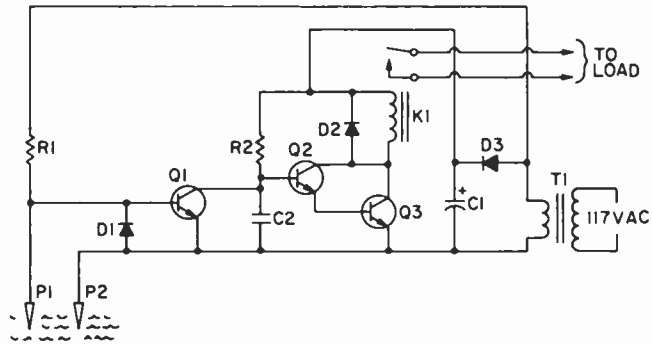 TO
LOAD
K1
D2
R2
D3
R1
Q1
Q2
T1
+
C1
117VAC
Q3
C2
D1
P1
P2